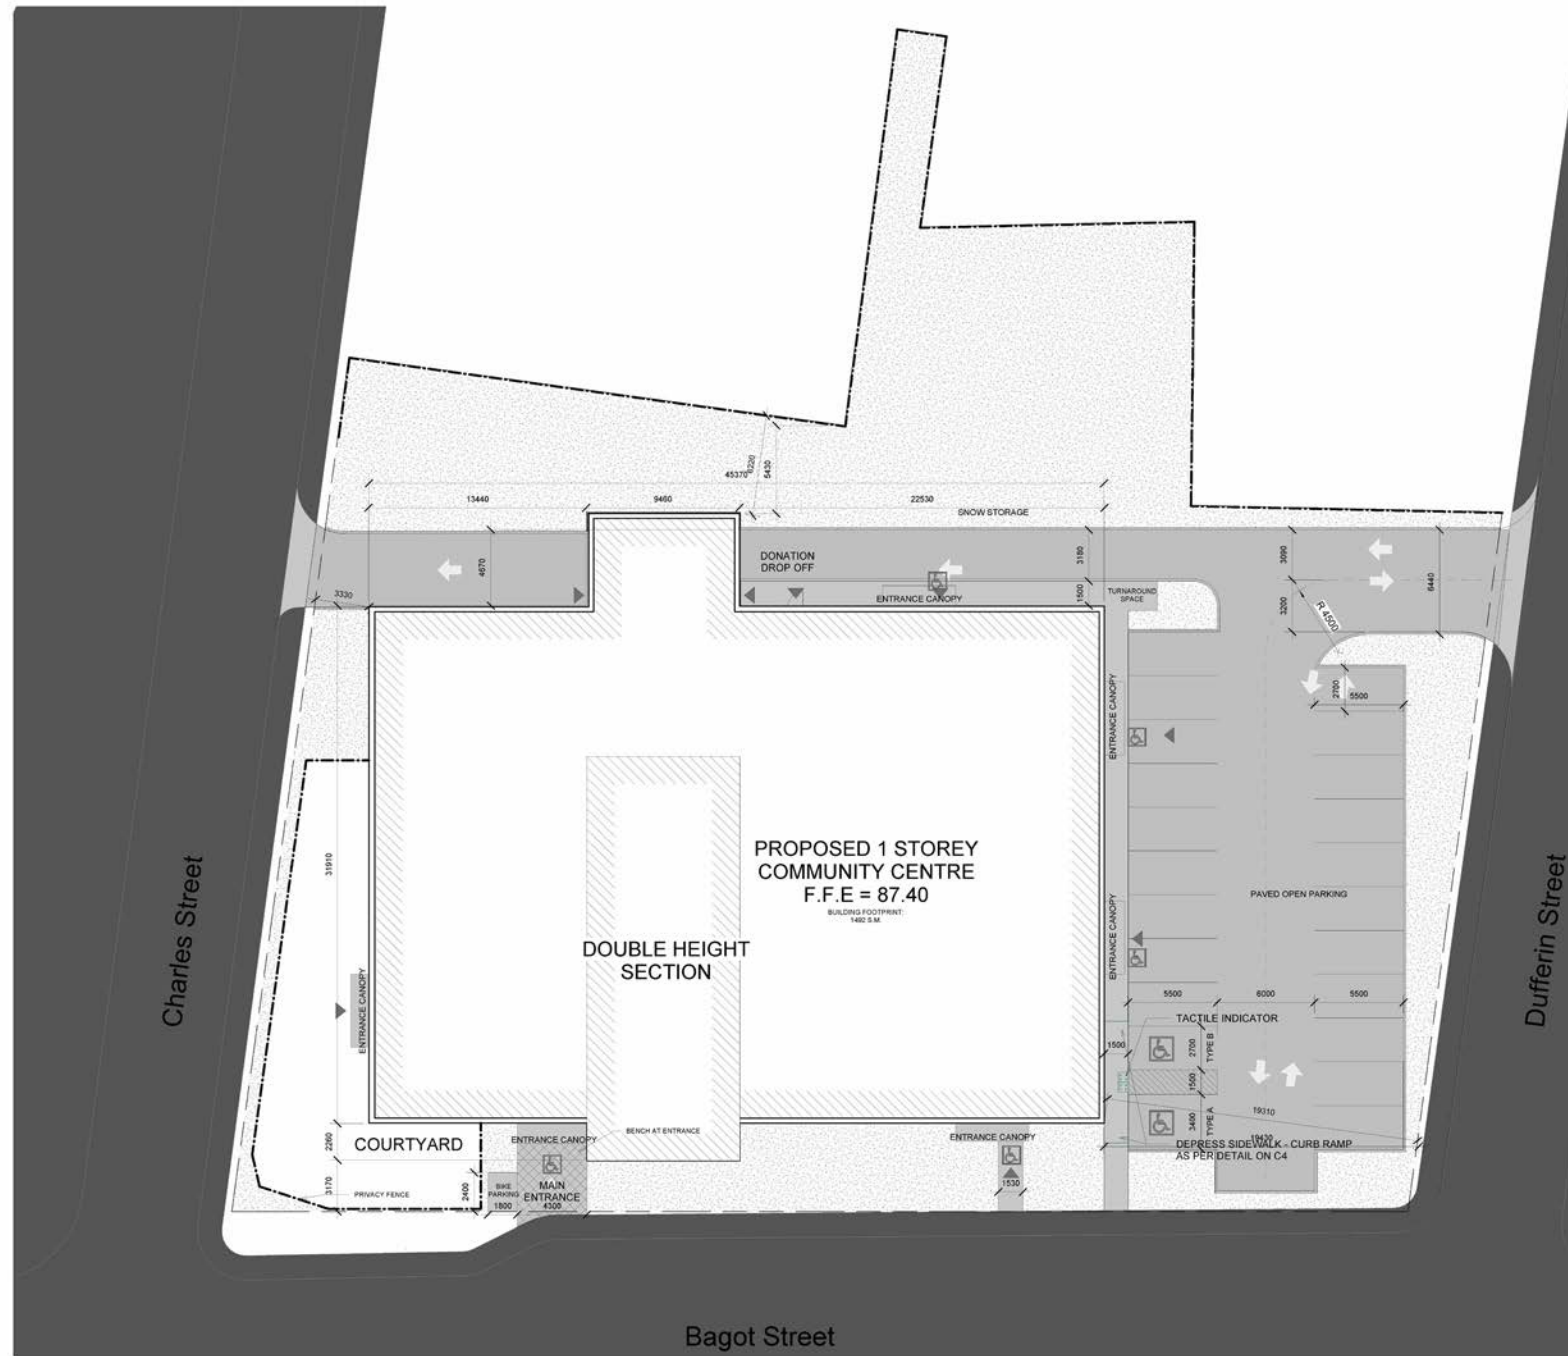 8220
5430
45370
13440
9460
22530
SNOW STORAGE
4670
DONATION
DROP OFF
3180
3090
6440
3330
ENTRANCE CANOPY
1500
TURNAROUND
SPACE
3200
R 4500
ENTRANCE CANOPY
2700
5500
31910
PROPOSED 1 STOREY
COMMUNITY CENTRE
F.F.E = 87.40
BUILDING FOOTPRINT:
1492 S.M.
PAVED OPEN PARKING
Charles Street
Dufferin Street
DOUBLE HEIGHT
SECTION
ENTRANCE CANOPY
ENTRANCE CANOPY
5500
6000
5500
TACTILE INDICATOR
1500
2700
TYPE B
1500
3400
TYPE A
19310
19430
DEPRESS SIDEWALK - CURB RAMP
AS PER DETAIL ON C4
2260
COURTYARD
ENTRANCE CANOPY
BENCH AT ENTRANCE
ENTRANCE CANOPY
3170
PRIVACY FENCE
2400
BIKE
PARKING
MAIN
ENTRANCE
1800
4300
1530
Bagot Street